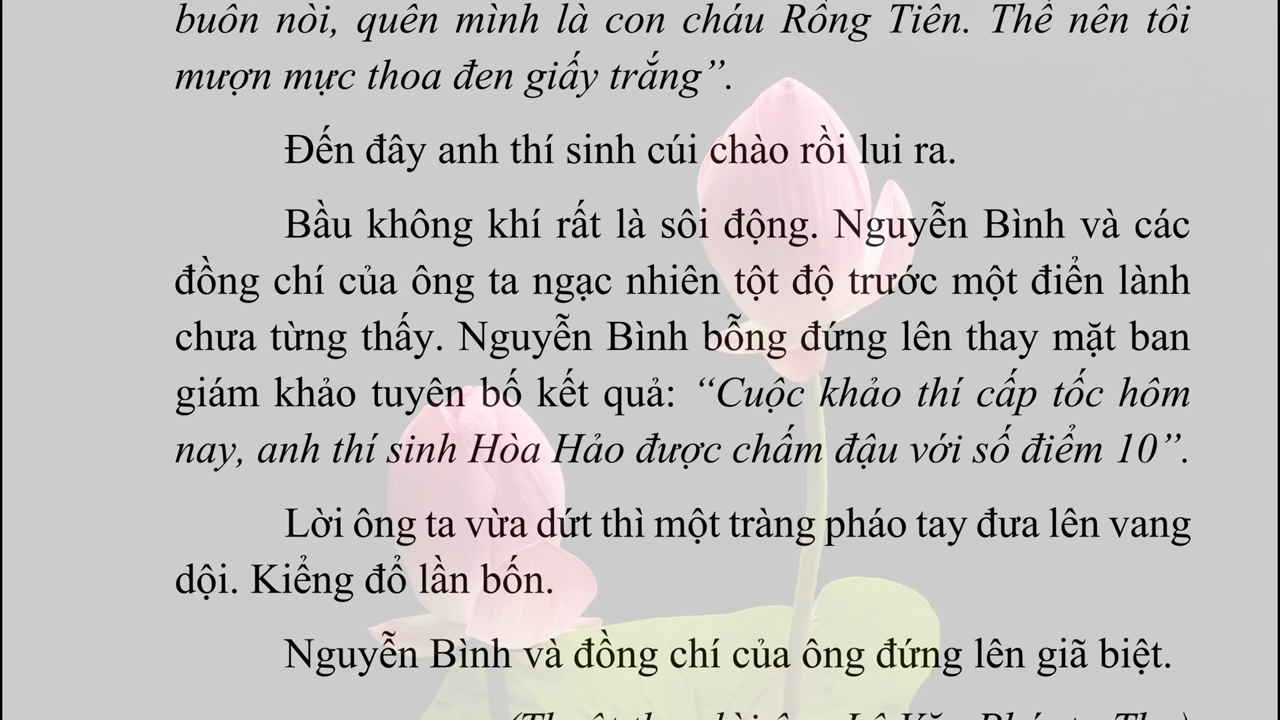 buôn nòi, quên mình là con cháu Rồng Tiên. Thế nên tôi
mượn mực thoa đen giấy trắng”.
Đến đây anh thí sinh cúi chào rồi lui ra.
Bầu không khí rất là sôi động. Nguyễn Bình và các
đồng chí của ông ta ngạc nhiên tột độ trước một điển lành
chưa từng thấy. Nguyễn Bình bỗng đứng lên thay mặt ban
giám khảo tuyên bố kết quả: “Cuộc khảo thí cấp tốc hôm
nay, anh thí sinh Hòa Hảo được chấm đậu với số điểm 10”.
Lời ông ta vừa dứt thì một tràng pháo tay đưa lên vang
dội. Kiểng đổ lần bốn.
Nguyễn Bình và đồng chí của ông đứng lên giã biệt.